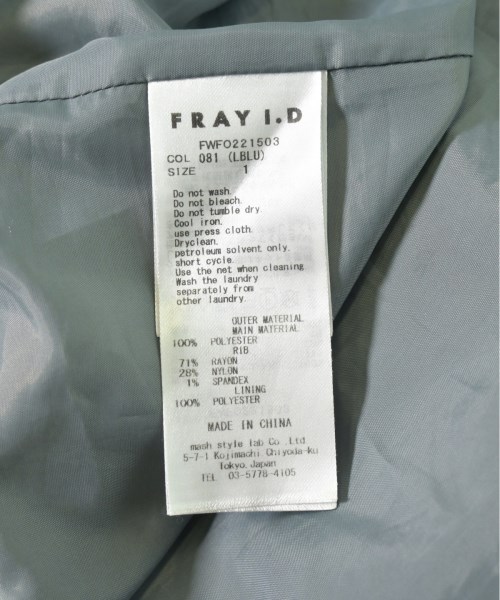 FRAY I.D
FWFO221503
COL 081 (LBLU)
SIZE 1
Do not wash.
Do not bleach.
Do not tumble dry.
Cool iron.
use press cloth.
Dryclean.
petroleum solvent only.
short cycle.
Use the net when cleaning
Wash the laundry
separately from
other laundry.
OUTER MATERIAL
MAIN MATERIAL
100% POLYESTER
RIB
71% RAYON
28% NYLON
1% SPANDEX
LINING
100% POLYESTER
MADE IN CHINA
mash style lab Co.,Ltd
5-7-1 Kojimachi,Chiyoda-ku
Tokyo,Japan
TEL 03-5778-4105